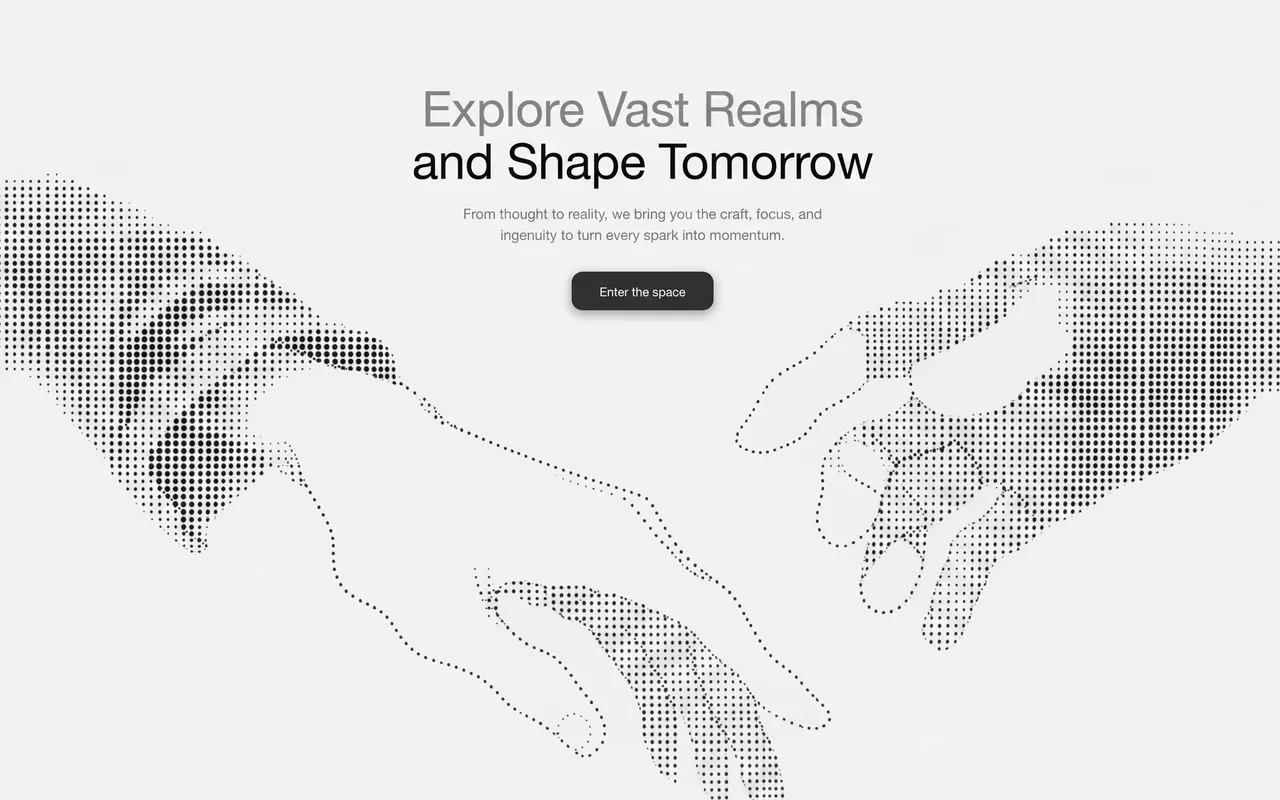 Explore Vast Realms
and Shape Tomorrow
From thought to reality, we bring you the craft, focus, and
ingenuity to turn every spark into momentum.
Enter the space